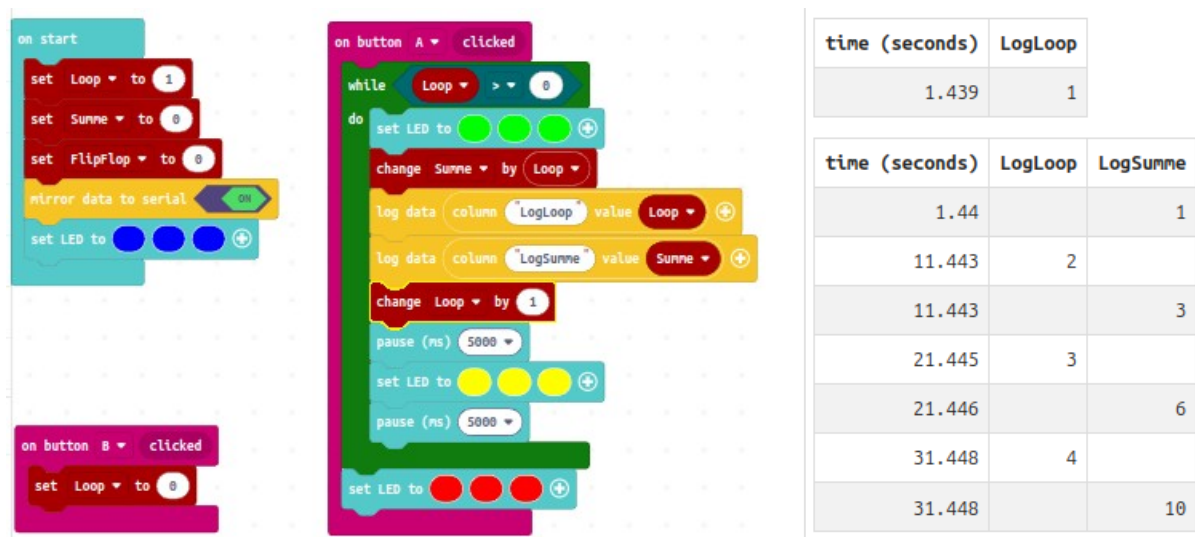 on start
set Loop to 1
set Summe to 0
set FlipFlop to 0
mirror data to serial ON
set LED to
on button B clicked
set Loop to 0
on button A clicked
while Loop > 0
do
set LED to
change Summe by Loop
log data column "LogLoop" value Loop
log data column "LogSumme" value Summe
change Loop by 1
pause (ms) 5000
set LED to
pause (ms) 5000
set LED to
time (seconds) LogLoop
1.439 1
time (seconds) LogLoop LogSumme
1.44 1
11.443 2
11.443 3
21.445 3
21.446 6
31.448 4
31.448 10